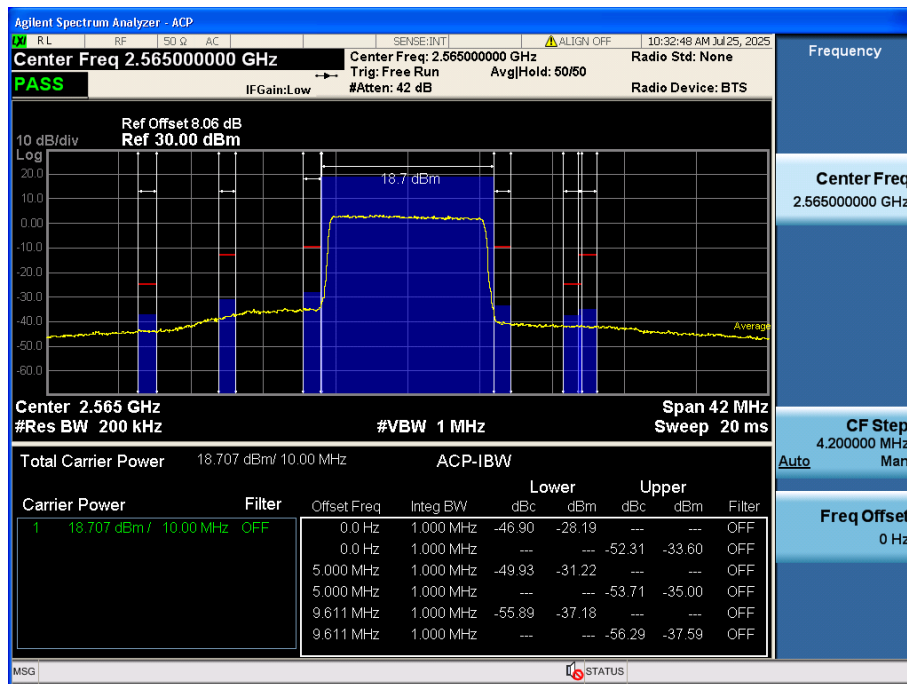 Agilent Spectrum Analyzer - ACP
LXI RL RF 50 Ω AC SENSE:INT ALIGN OFF 10:32:48 AM Jul 25, 2025
Center Freq 2.565000000 GHz
Center Freq: 2.565000000 GHz
Radio Std: None
Trig: Free Run Avg|Hold: 50/50
PASS
IFGain:Low
#Atten: 42 dB
Radio Device: BTS
Frequency
Ref Offset 8.06 dB
10 dB/div Ref 30.00 dBm
Log
20.0
10.0
0.00
-10.0
-20.0
-30.0
-40.0
-50.0
-60.0
18.7 dBm
Average
Center Freq
2.565000000 GHz
Center 2.565 GHz Span 42 MHz
#Res BW 200 kHz #VBW 1 MHz Sweep 20 ms
CF Step
4.200000 MHz
Auto Man
Total Carrier Power 18.707 dBm/ 10.00 MHz ACP-IBW
Lower Upper
Carrier Power Filter Offset Freq Integ BW dBc dBm dBc dBm Filter
1 18.707 dBm / 10.00 MHz OFF
0.0 Hz 1.000 MHz -46.90 -28.19 --- --- OFF
0.0 Hz 1.000 MHz --- --- -52.31 -33.60 OFF
5.000 MHz 1.000 MHz -49.93 -31.22 --- --- OFF
5.000 MHz 1.000 MHz --- --- -53.71 -35.00 OFF
9.611 MHz 1.000 MHz -55.89 -37.18 --- --- OFF
9.611 MHz 1.000 MHz --- --- -56.29 -37.59 OFF
Freq Offset
0 Hz
MSG STATUS